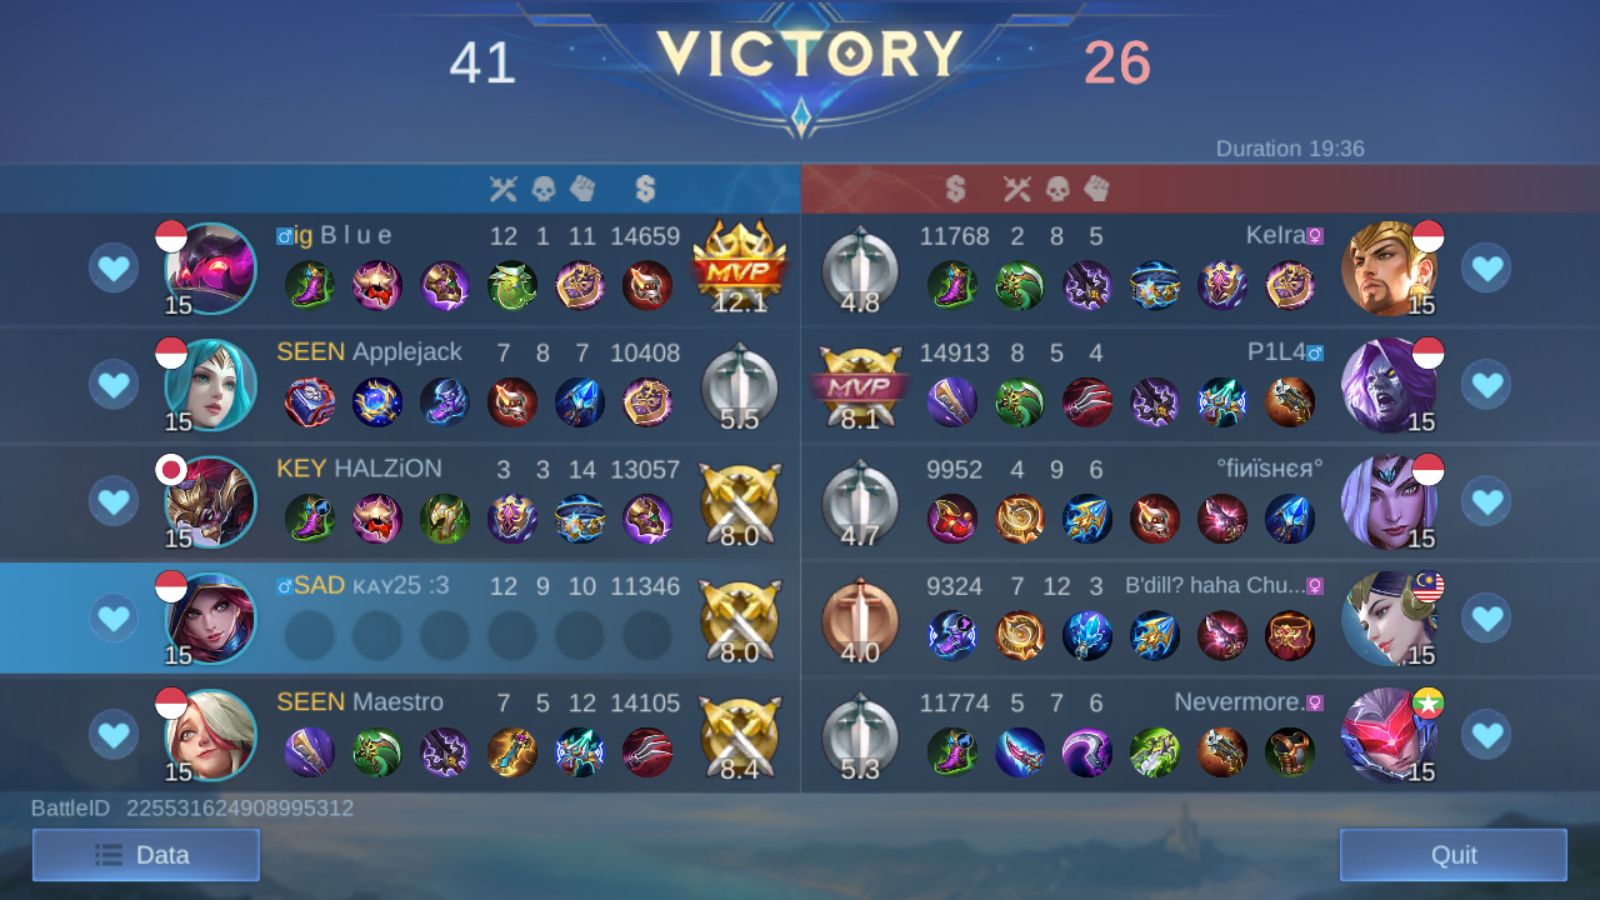 41
VICTORY
26
Duration 19:36
ig B l u e 12 1 11 14659
15
MVP
12.1
SEEN Applejack 7 8 7 10408
15
5.5
KEY HALZiON 3 3 14 13057
15
8.0
SAD ᴋᴀʏ25 :3 12 9 10 11346
15
8.0
SEEN Maestro 7 5 12 14105
15
8.4
11768 2 8 5 Kelra
4.8
15
14913 8 5 4 P1L4
MVP
8.1
15
9952 4 9 6 °fiиïsнєя°
4.7
15
9324 7 12 3 B'dill? haha Chu...
4.0
15
11774 5 7 6 Nevermore.
5.3
15
BattleID 225531624908995312
Data
Quit